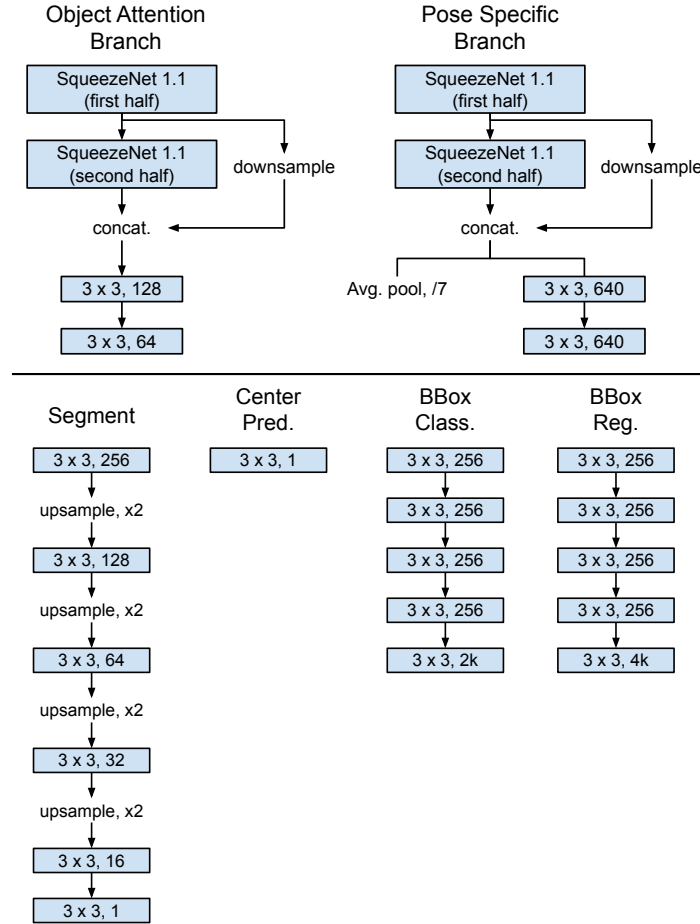 Object Attention
Branch
SqueezeNet 1.1
(first half)
SqueezeNet 1.1
(second half)
downsample
concat.
3 x 3, 128
3 x 3, 64
Pose Specific
Branch
SqueezeNet 1.1
(first half)
SqueezeNet 1.1
(second half)
downsample
concat.
Avg. pool, /7
3 x 3, 640
3 x 3, 640
Segment
3 x 3, 256
upsample, x2
3 x 3, 128
upsample, x2
3 x 3, 64
upsample, x2
3 x 3, 32
upsample, x2
3 x 3, 16
3 x 3, 1
Center
Pred.
3 x 3, 1
BBox
Class.
3 x 3, 256
3 x 3, 256
3 x 3, 256
3 x 3, 256
3 x 3, 2k
BBox
Reg.
3 x 3, 256
3 x 3, 256
3 x 3, 256
3 x 3, 256
3 x 3, 4k